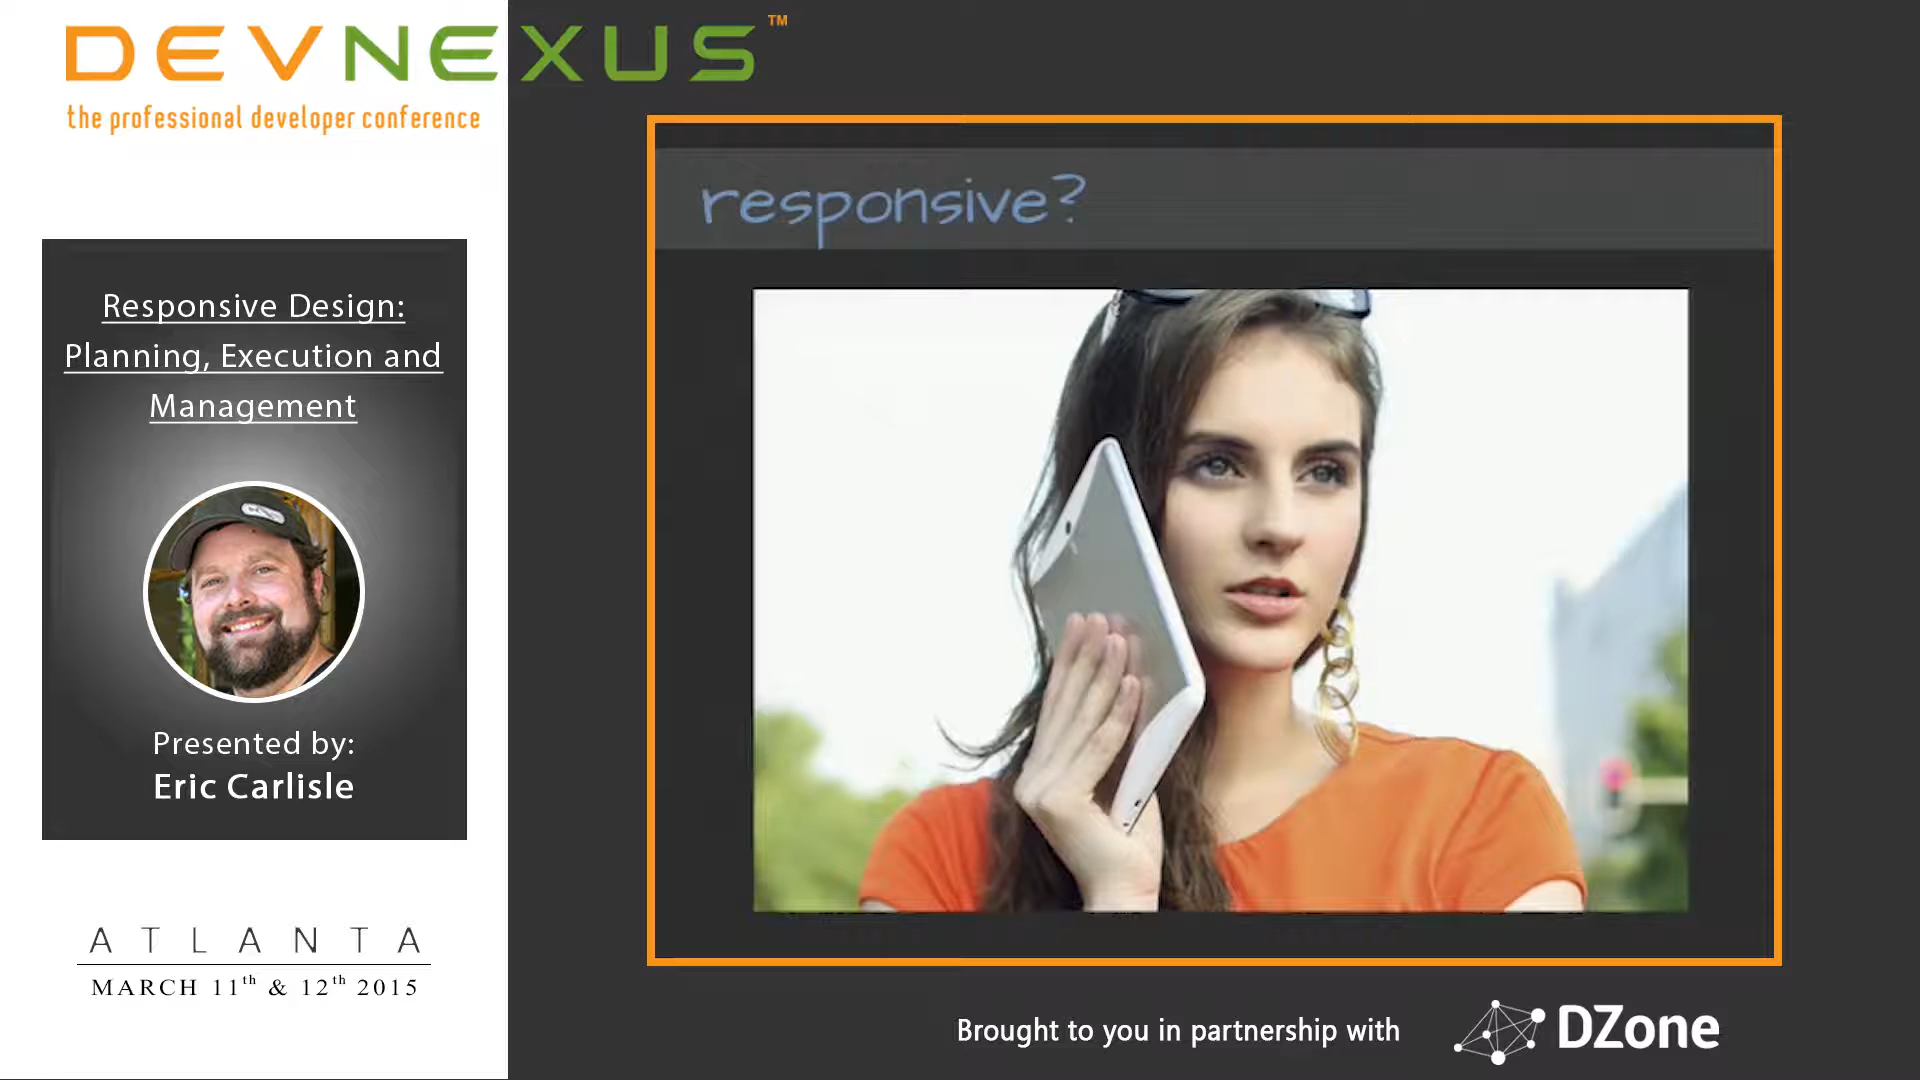 DEVNEXUS™
the professional developer conference
Responsive Design:
Planning, Execution and
Management
Presented by:
Eric Carlisle
ATLANTA
MARCH 11th & 12th 2015
responsive?
Brought to you in partnership with
DZone